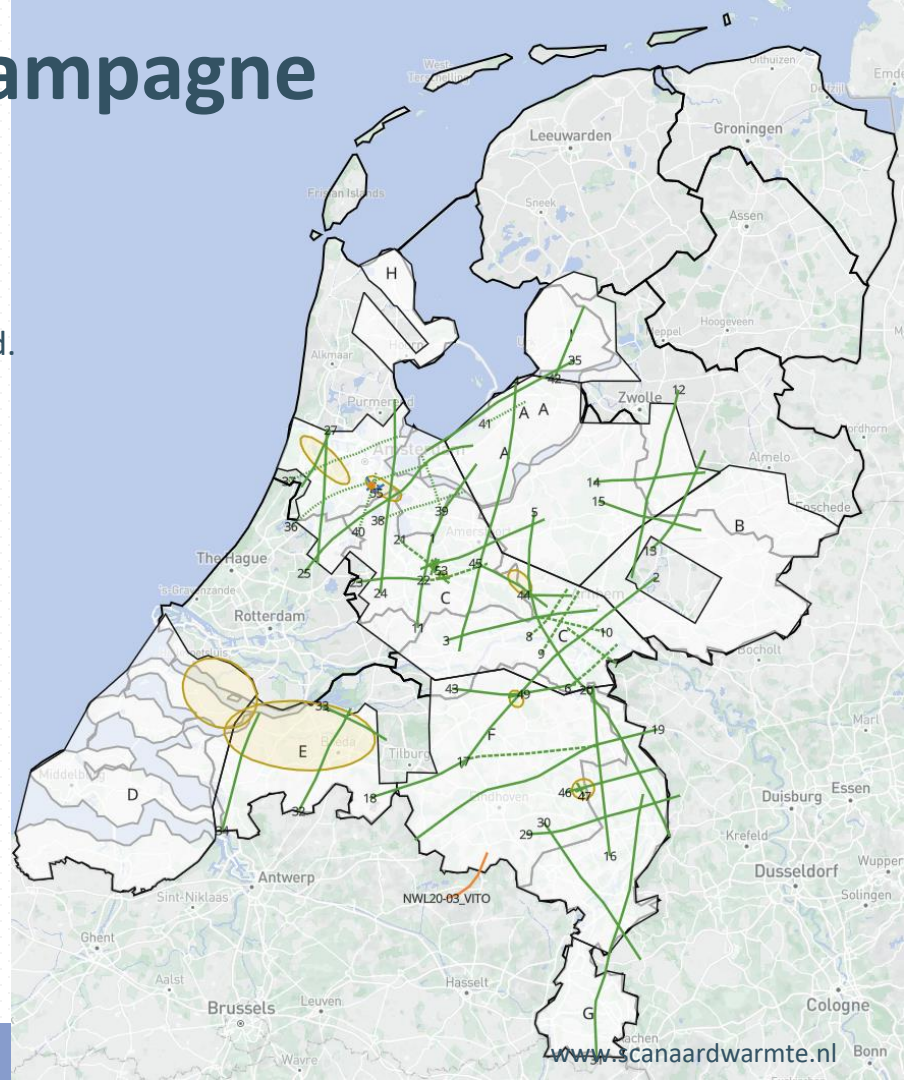 ampagne
d.
West
Terschelling
Uithuizen
Delfzijl
Emde
Leeuwarden
Groningen
Frisian Islands
Sneek
Assen
H
Hoorn
Hoogeveen
Meppel
Alkmaar
35
42
Zwolle
12
Purmerend
A A
41
Nordhorn
27
Amsterdam
A
Almelo
37
14
55
15
Enschede
36
38
39
5
B
40
21
Amersfoort
The Hague
25
23
22
53
45
13
2
's Gravenzande
24
C
44
Arnhem
Rotterdam
11
3
8
C
10
9
Bocholt
43
49
6
26
33
19
Marl
E
Breda
Tilburg
F
17
Middelburg
D
18
Eindhoven
46
47
Duisburg
Essen
32
30
29
34
Krefeld
16
Wupper
Antwerp
Dusseldorf
Sint-Niklaas
NWL20-03_VITO
Solingen
Ghent
Aalst
Hasselt
Brussels
Leuven
G
Cologne
Aachen
Wavre
www.scanaardwarmte.nl
Bonn